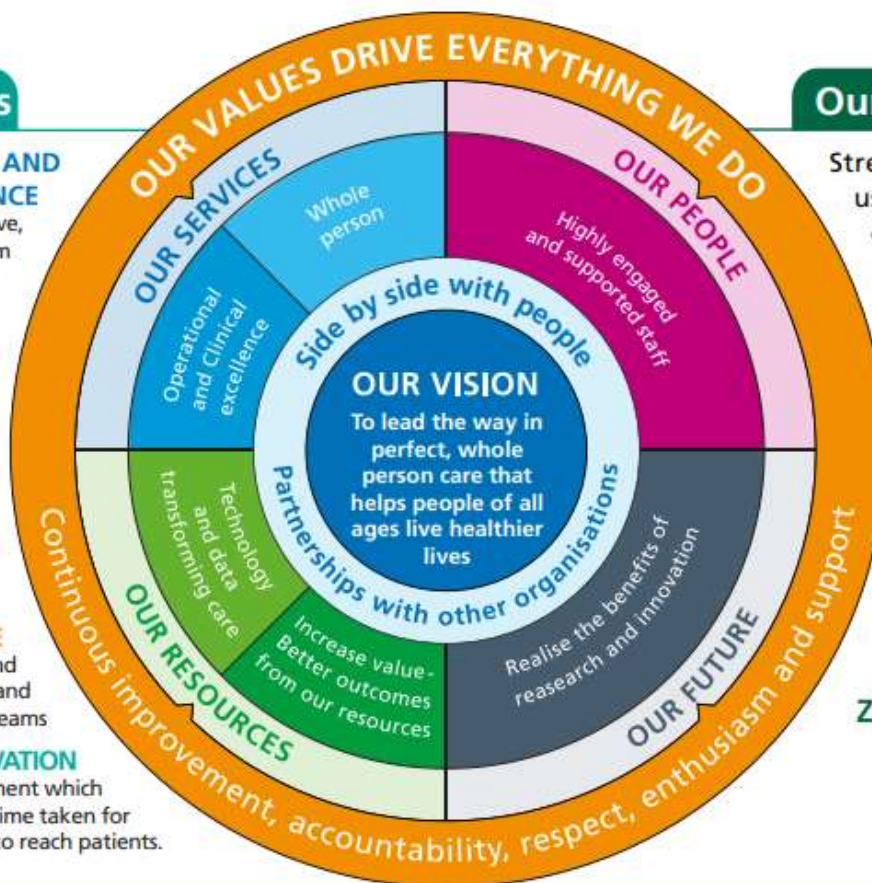 OUR VALUES DRIVE EVERYTHING WE DO
s
AND
NCE
ve,
m
Our
Stre
us
OUR SERVICES
Whole
person
Operational
and Clinical
excellence
OUR PEOPLE
Highly engaged
and supported staff
Side by side with people
OUR VISION
To lead the way in
perfect, whole
person care that
helps people of all
ages live healthier
lives
Partnerships with other organisations
Technology
and data
transforming care
Increase value-
Better outcomes
from our resources
OUR RESOURCES
Realise the benefits of
reasearch and innovation
OUR FUTURE
Continuous improvement, accountability, respect, enthusiasm and support
E
nd
and
eams
VATION
ment which
ime taken for
to reach patients.
Z